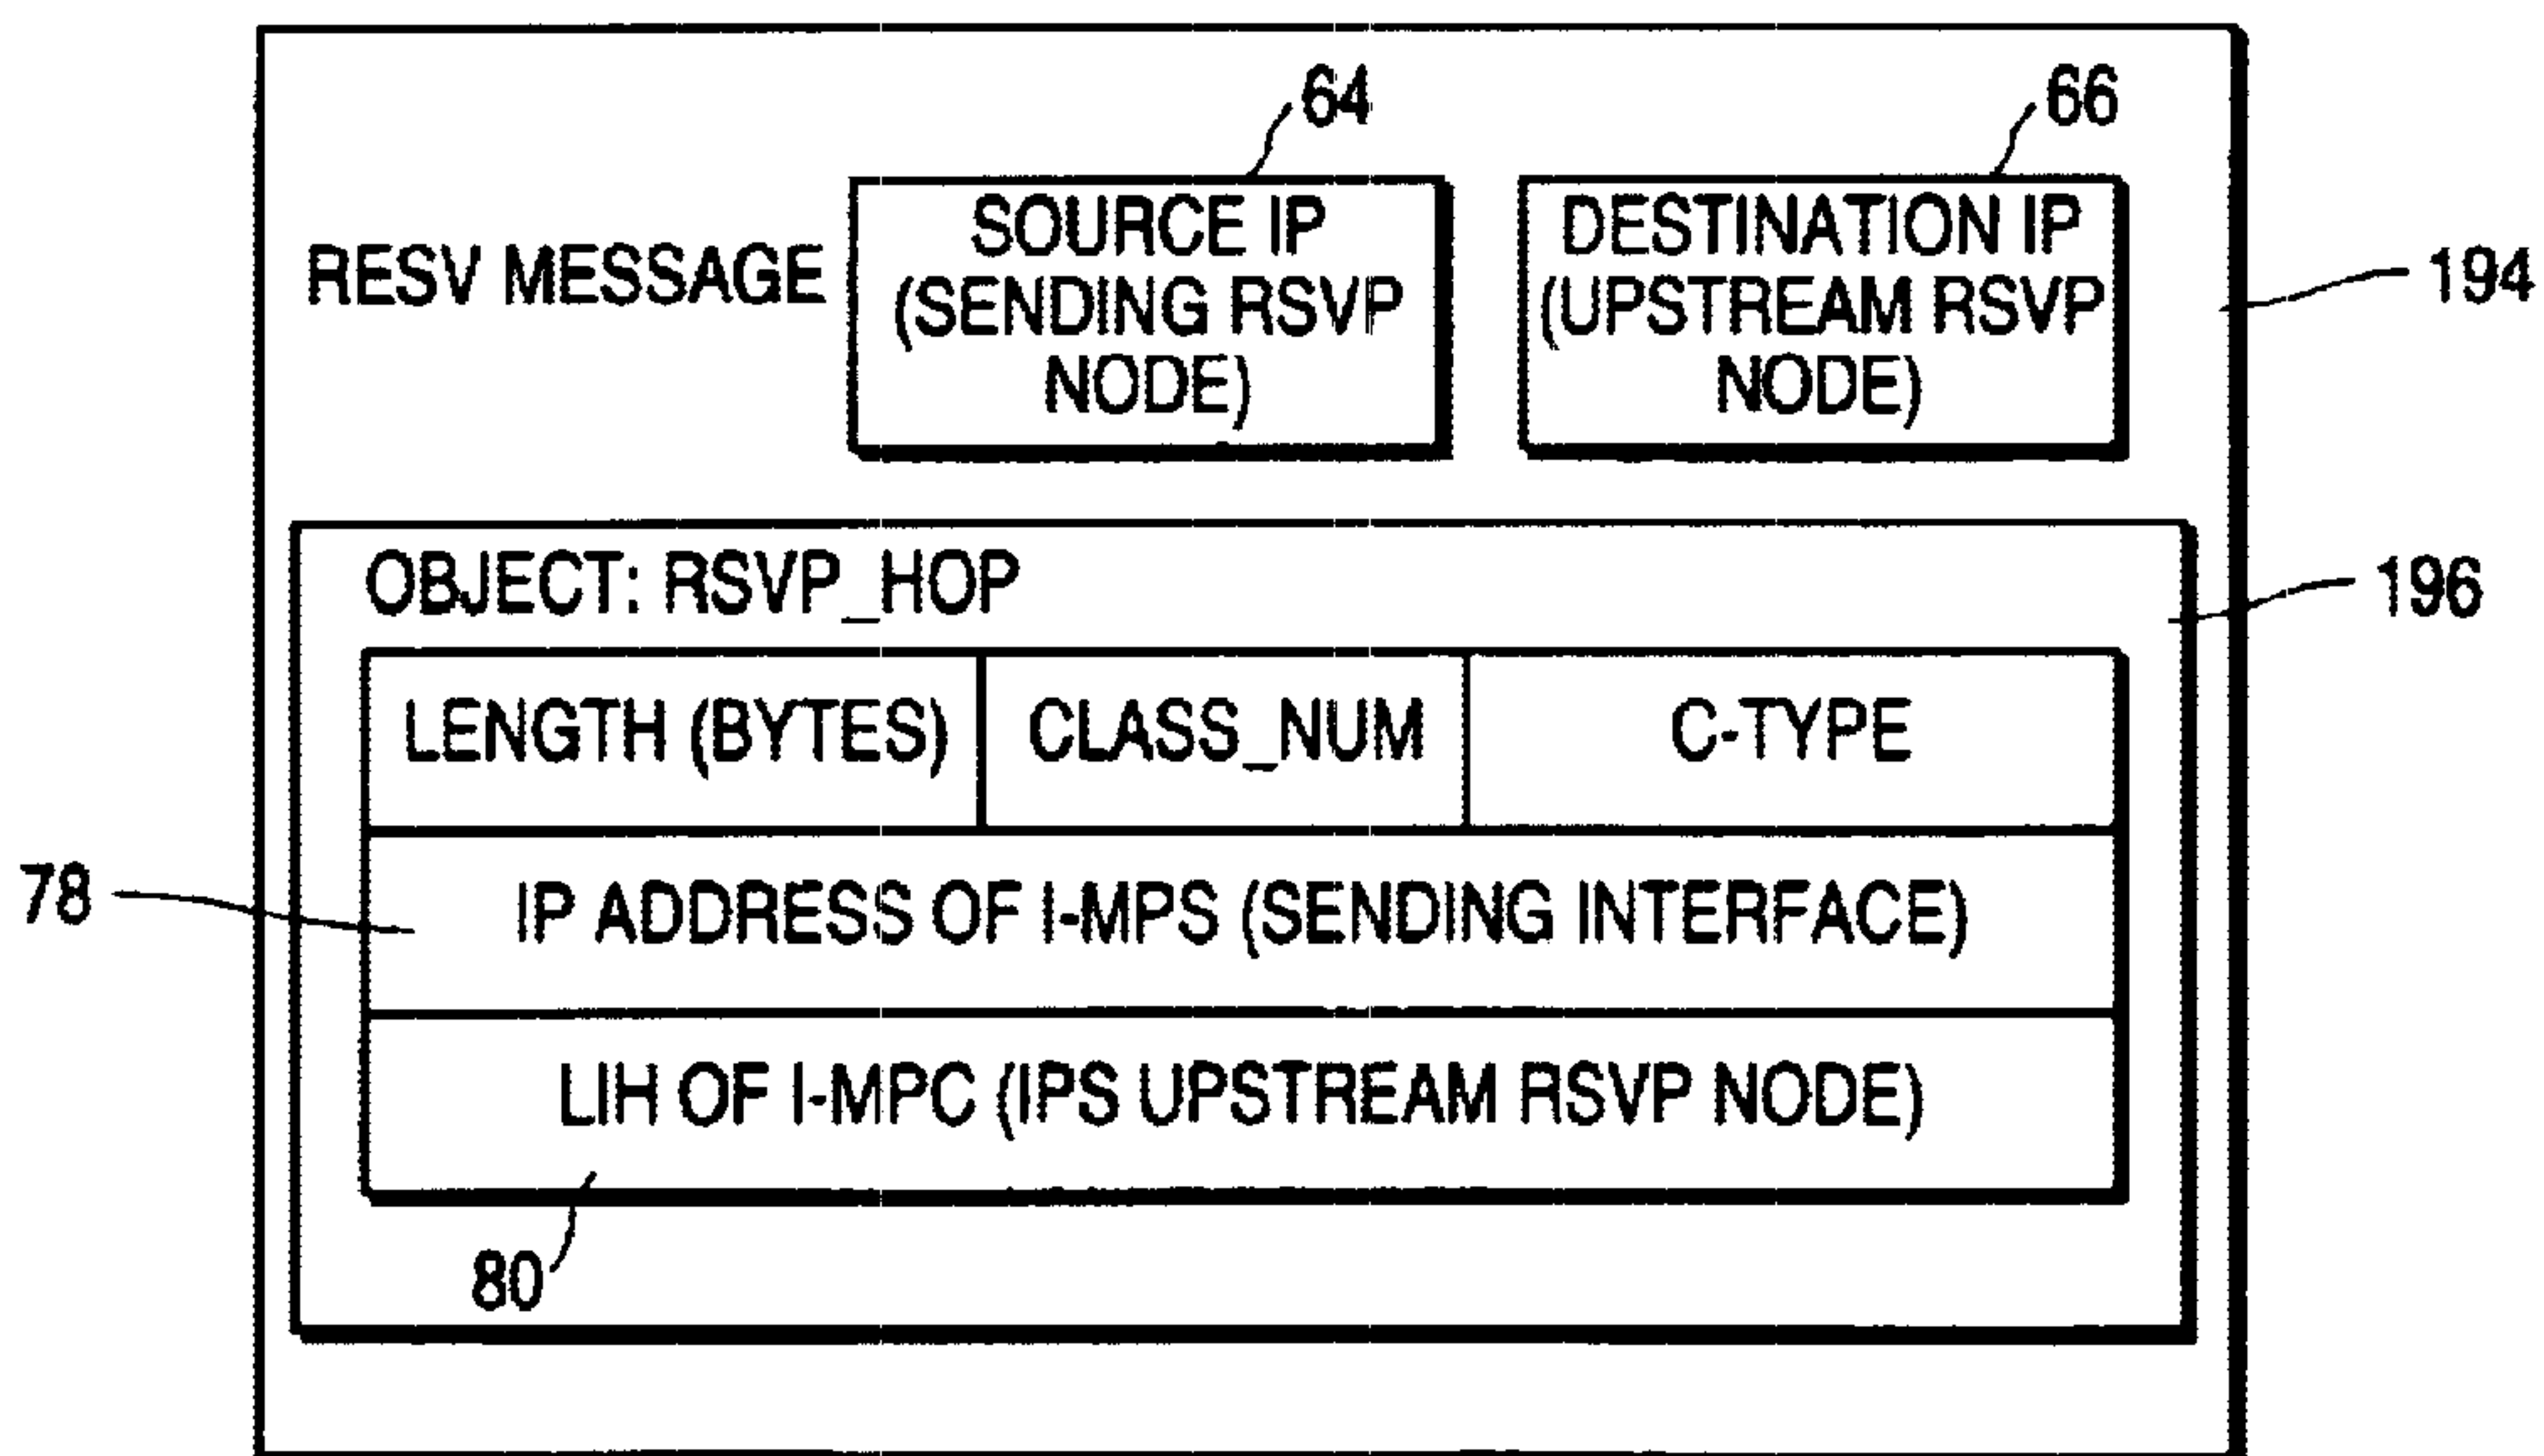 64
66
RESV MESSAGE
SOURCE IP
(SENDING RSVP
NODE)
DESTINATION IP
(UPSTREAM RSVP
NODE)
194
OBJECT: RSVP_HOP
196
LENGTH (BYTES)
CLASS_NUM
C-TYPE
78
IP ADDRESS OF I-MPS (SENDING INTERFACE)
LIH OF I-MPC (IPS UPSTREAM RSVP NODE)
80